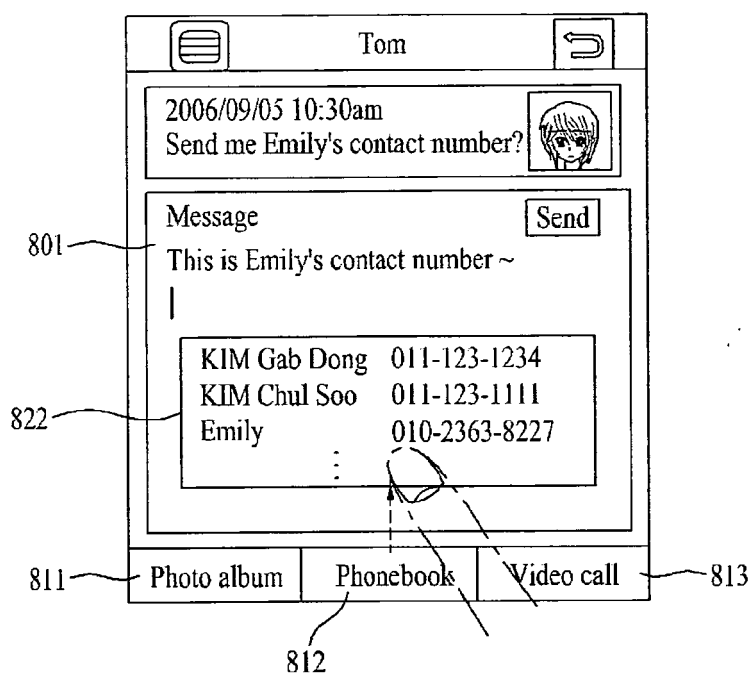 Tom
2006/09/05 10:30am
Send me Emily's contact number?
Message Send
801
This is Emily's contact number ~
KIM Gab Dong 011-123-1234
KIM Chul Soo 011-123-1111
822
Emily 010-2363-8227
811 Photo album Phonebook Video call 813
812